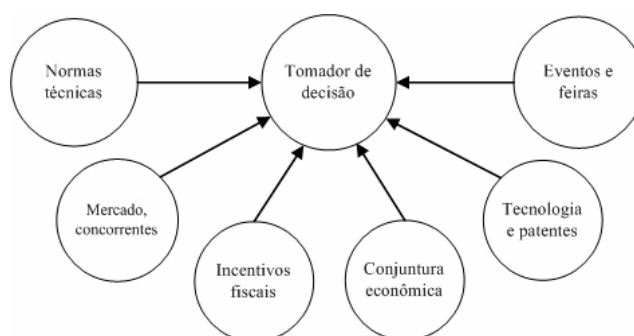 Normas
técnicas
Tomador de
decisão
Eventos e
feiras
Mercado,
concorrentes
Incentivos
fiscais
Conjuntura
econômica
Tecnologia
e patentes